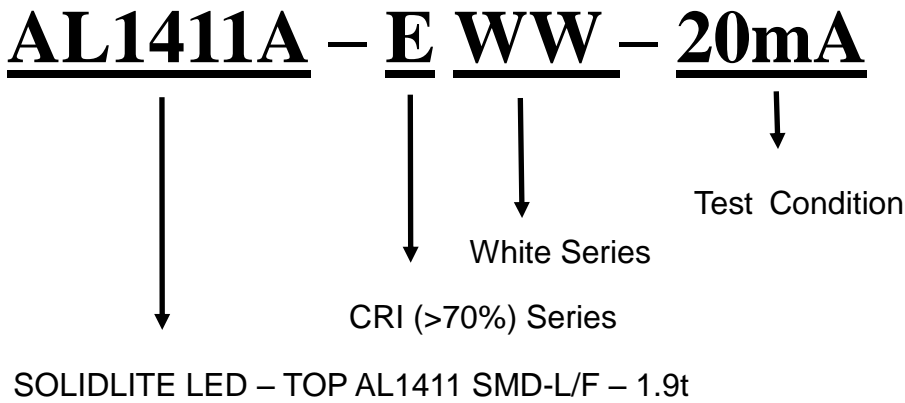 AL1411A – E WW – 20mA
Test Condition
White Series
CRI (>70%) Series
SOLIDLITE LED – TOP AL1411 SMD-L/F – 1.9t